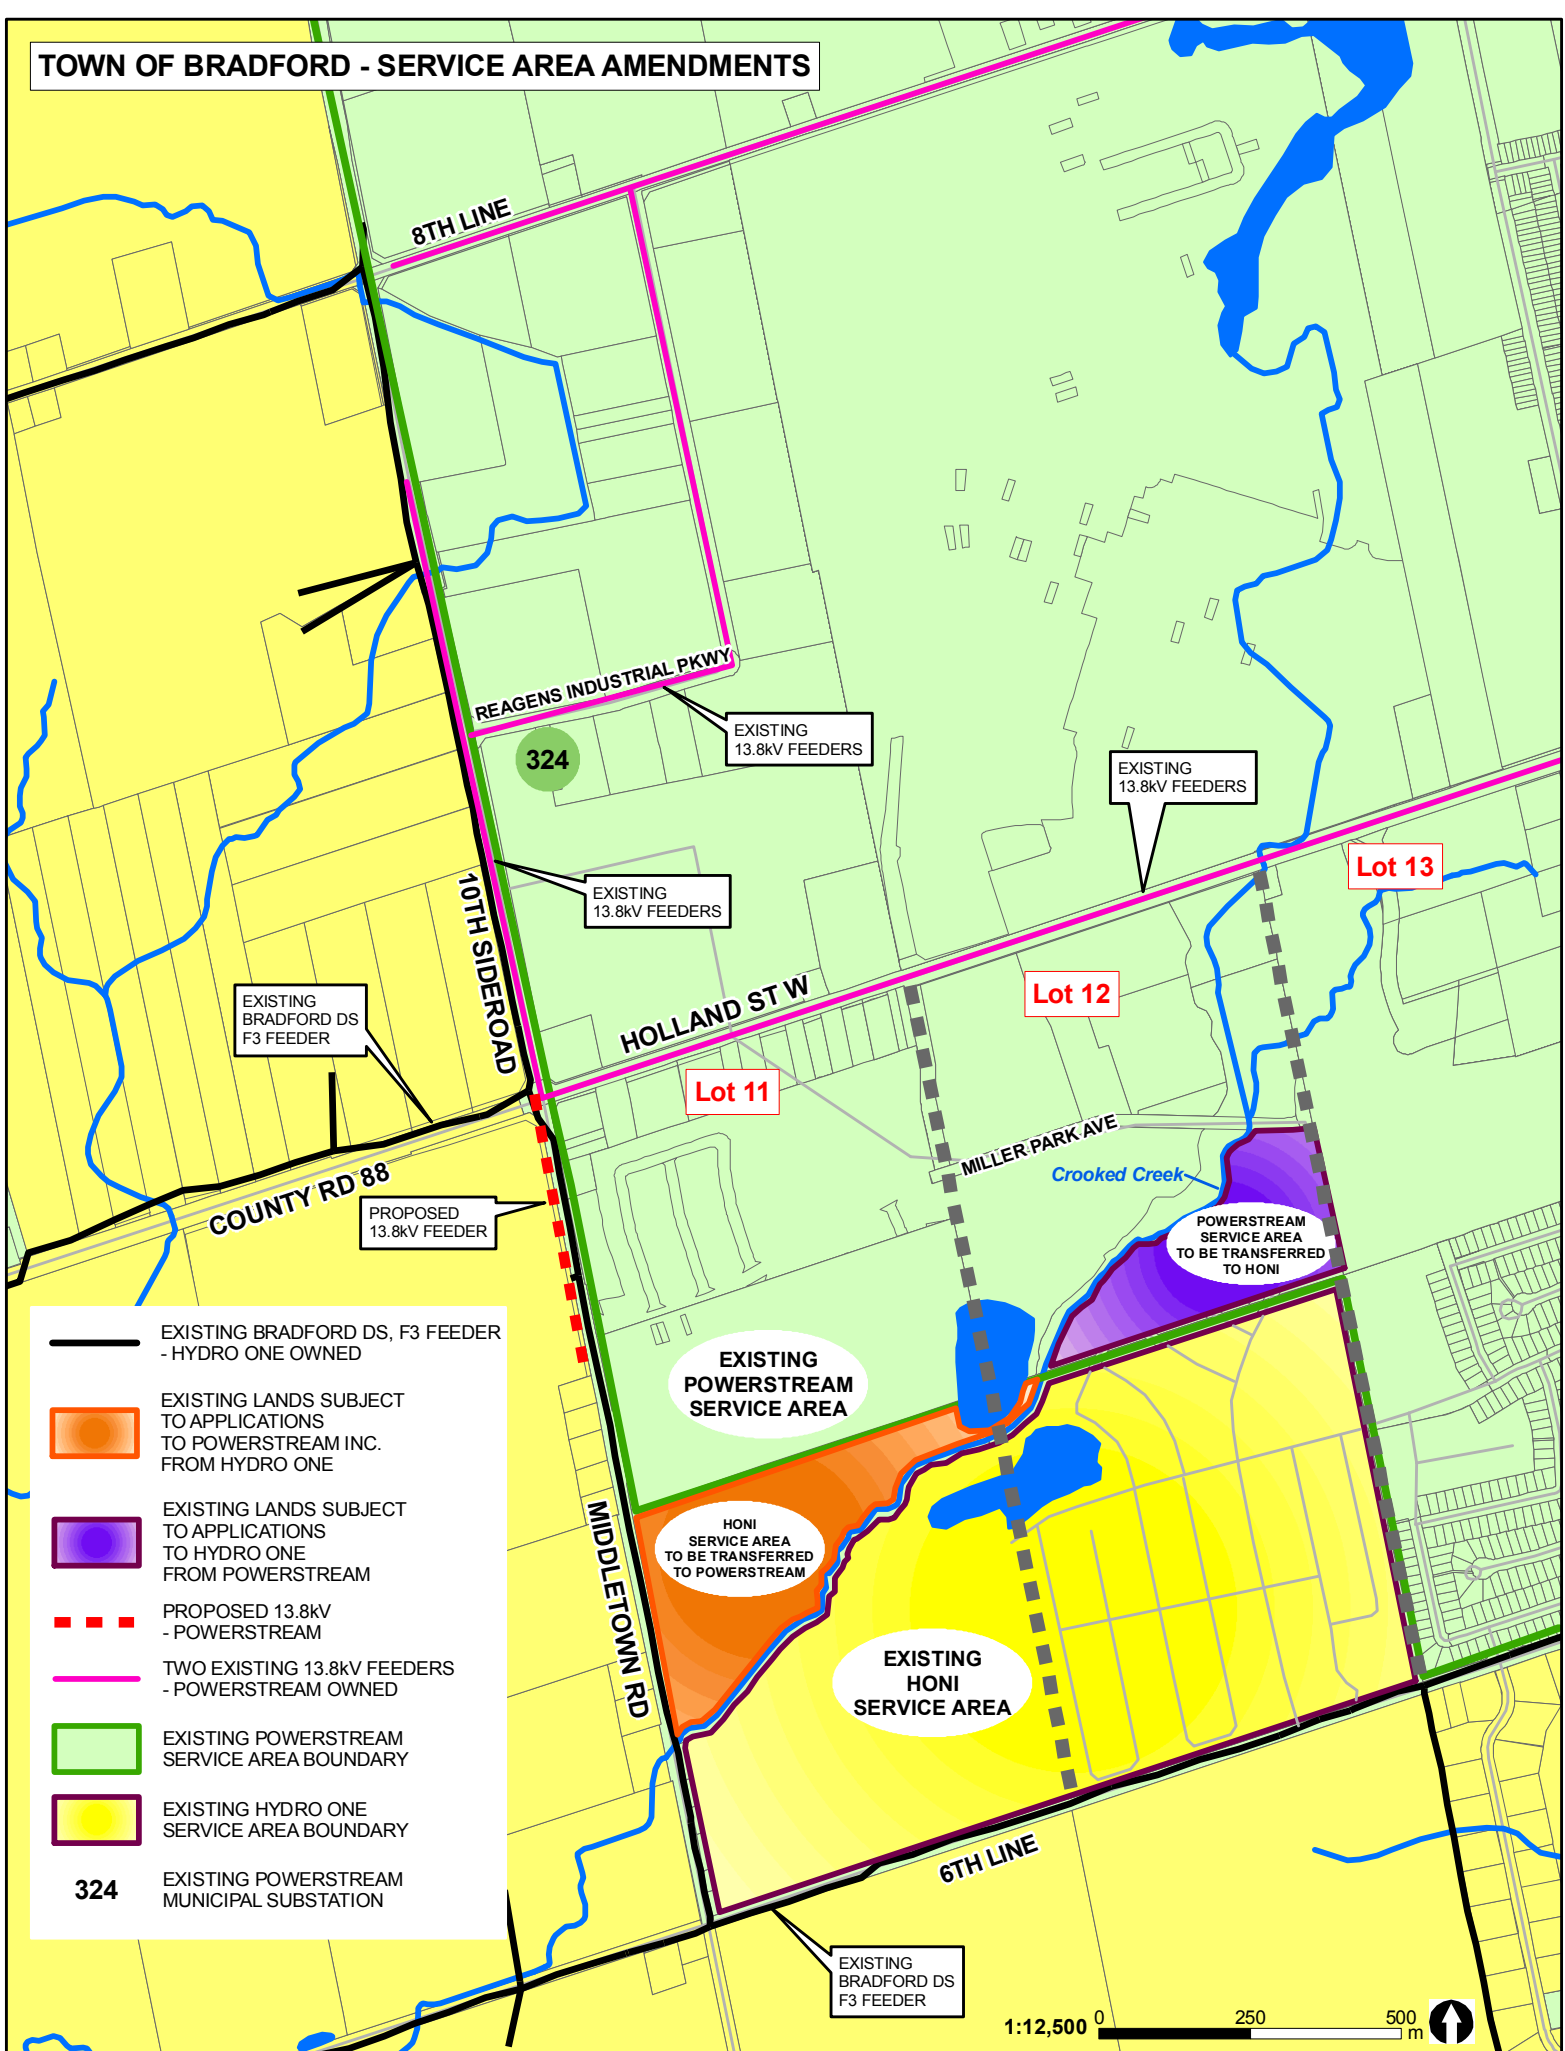 TOWN OF BRADFORD - SERVICE AREA AMENDMENTS
8TH LINE
REAGENS INDUSTRIAL PKWY
EXISTING
13.8kV FEEDERS
324
EXISTING
13.8kV FEEDERS
Lot 13
EXISTING
13.8kV FEEDERS
10TH SIDEROAD
HOLLAND ST W
Lot 12
EXISTING
BRADFORD DS
F3 FEEDER
Lot 11
MILLER PARK AVE
Crooked Creek
COUNTY RD 88
PROPOSED
13.8kV FEEDER
POWERSTREAM
SERVICE AREA
TO BE TRANSFERRED
TO HONI
EXISTING
POWERSTREAM
SERVICE AREA
HONI
SERVICE AREA
TO BE TRANSFERRED
TO POWERSTREAM
MIDDLETOWN RD
EXISTING
HONI
SERVICE AREA
6TH LINE
EXISTING
BRADFORD DS
F3 FEEDER
EXISTING BRADFORD DS, F3 FEEDER
- HYDRO ONE OWNED
EXISTING LANDS SUBJECT
TO APPLICATIONS
TO POWERSTREAM INC.
FROM HYDRO ONE
EXISTING LANDS SUBJECT
TO APPLICATIONS
TO HYDRO ONE
FROM POWERSTREAM
PROPOSED 13.8kV
- POWERSTREAM
TWO EXISTING 13.8kV FEEDERS
- POWERSTREAM OWNED
EXISTING POWERSTREAM
SERVICE AREA BOUNDARY
EXISTING HYDRO ONE
SERVICE AREA BOUNDARY
324 EXISTING POWERSTREAM
MUNICIPAL SUBSTATION
1:12,500 0 250 500 m